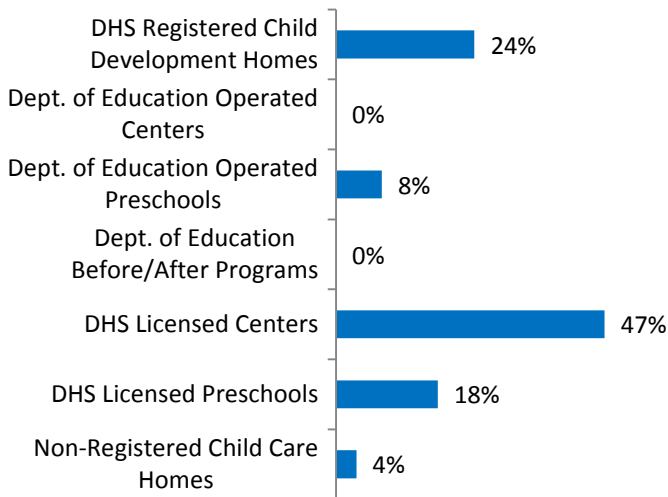 DHS Registered Child
Development Homes
24%
Dept. of Education Operated
Centers
0%
Dept. of Education Operated
Preschools
8%
Dept. of Education
Before/After Programs
0%
DHS Licensed Centers
47%
DHS Licensed Preschools
18%
Non-Registered Child Care
Homes
4%